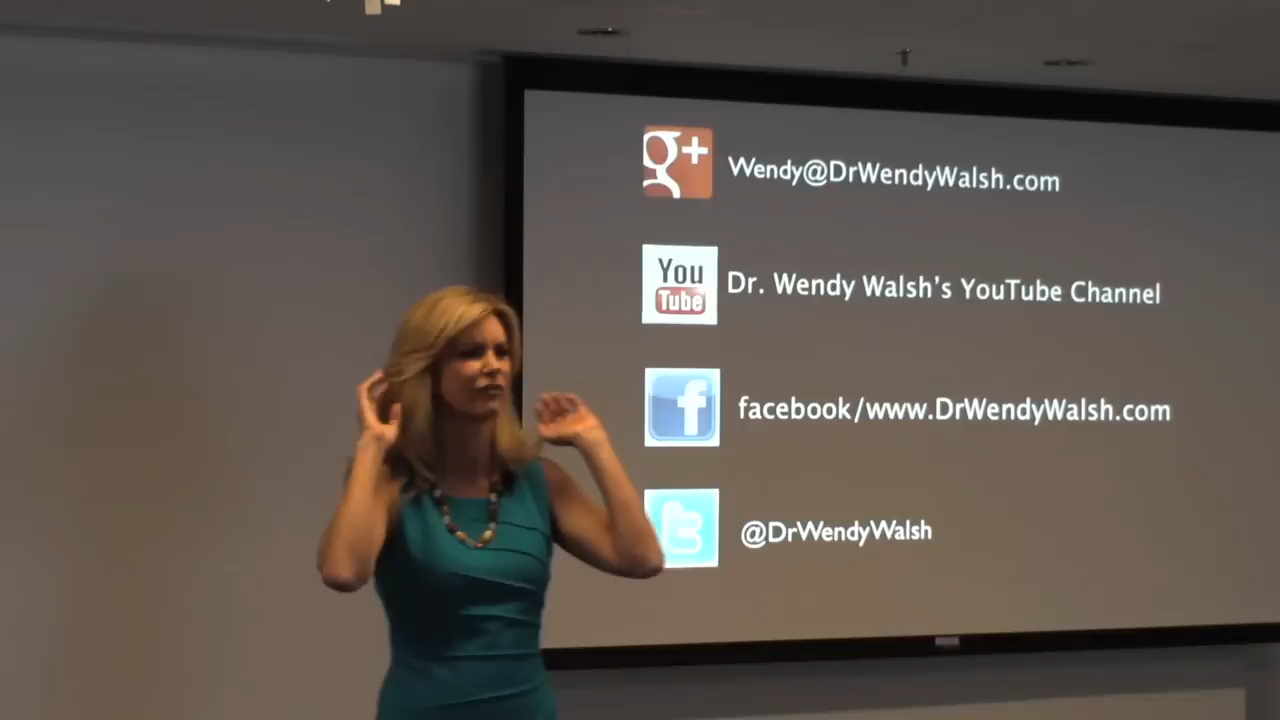 g+
Wendy@DrWendyWalsh.com
You
Tube
Dr. Wendy Walsh's YouTube Channel
f
facebook/www.DrWendyWalsh.com
t
@DrWendyWalsh